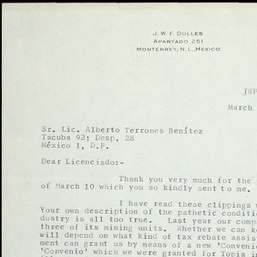 J. W. F. DULLES
APARTADO 251
MONTERREY, N. L., MEXICO
March
Sr. Lic. Alberto Terrones Benítez
Tacuba 92; Desp. 28
México 1, D.F.
Dear Licenciado:-
Thank you very much for the
of March 10 which you so kindly sent to me.
I have read these clippings
Your own description of the pathetic conditio
dustry is all too true. Last year our comp
three of its mining units. Whether we can k
will depend on what kind of tax rebate assist
ment can grant us by means of a new 'Conveni
'Convenio' which we were granted for Topia i